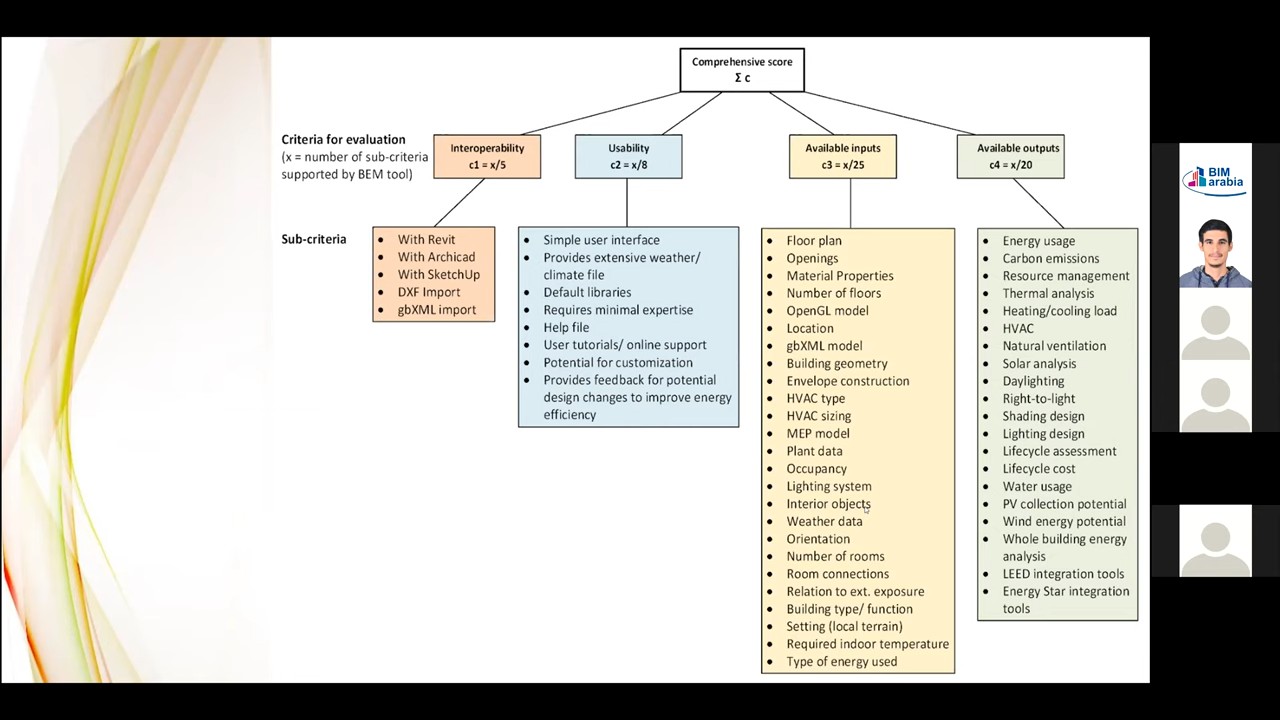 Comprehensive score
Σ c
Criteria for evaluation
(x = number of sub-criteria
supported by BEM tool)
Interoperability
c1 = x/5
Usability
c2 = x/8
Available inputs
c3 = x/25
Available outputs
c4 = x/20
Sub-criteria
• With Revit
• With Archicad
• With SketchUp
• DXF Import
• gbXML import
• Simple user interface
• Provides extensive weather/
climate file
• Default libraries
• Requires minimal expertise
• Help file
• User tutorials/ online support
• Potential for customization
• Provides feedback for potential
design changes to improve energy
efficiency
• Floor plan
• Openings
• Material Properties
• Number of floors
• OpenGL model
• Location
• gbXML model
• Building geometry
• Envelope construction
• HVAC type
• HVAC sizing
• MEP model
• Plant data
• Occupancy
• Lighting system
• Interior objects
• Weather data
• Orientation
• Number of rooms
• Room connections
• Relation to ext. exposure
• Building type/ function
• Setting (local terrain)
• Required indoor temperature
• Type of energy used
• Energy usage
• Carbon emissions
• Resource management
• Thermal analysis
• Heating/cooling load
• HVAC
• Natural ventilation
• Solar analysis
• Daylighting
• Right-to-light
• Shading design
• Lighting design
• Lifecycle assessment
• Lifecycle cost
• Water usage
• PV collection potential
• Wind energy potential
• Whole building energy
analysis
• LEED integration tools
• Energy Star integration
tools
BIM
arabia